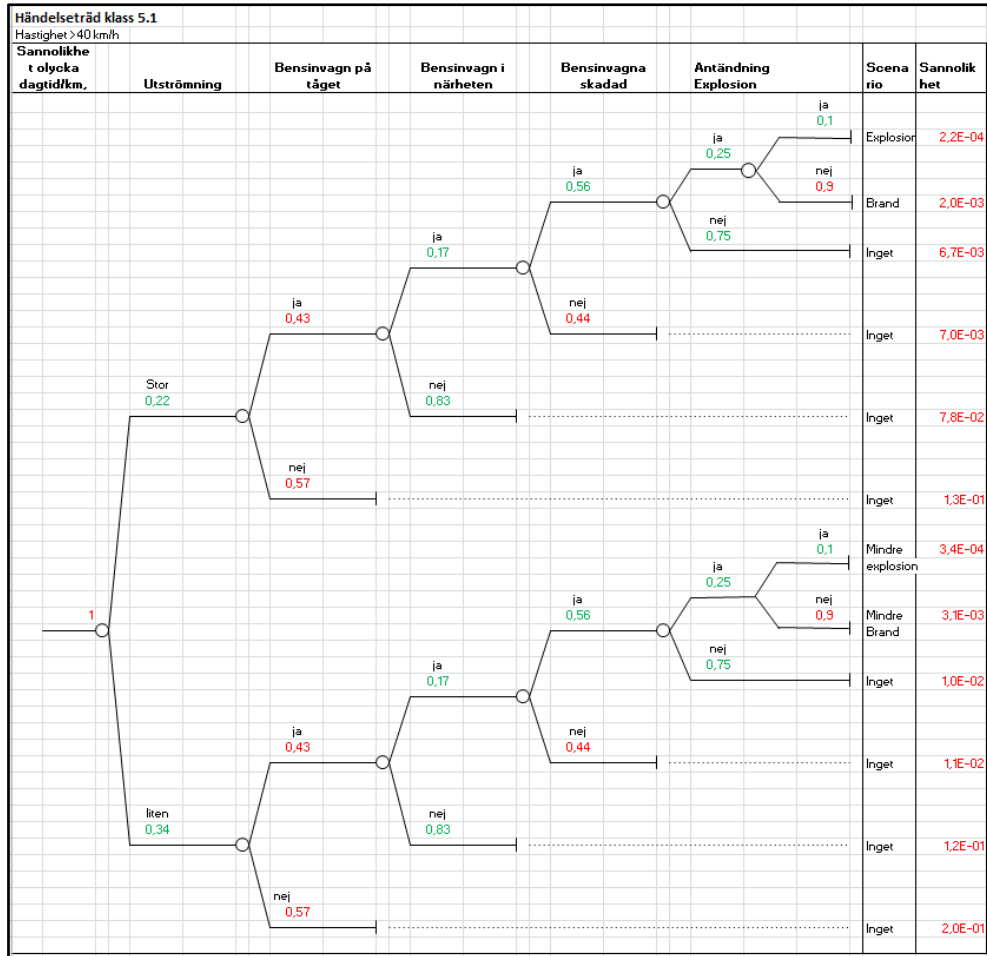 Händelseträd klass 5.1
Hastighet >40 km/h
Sannolikhe
t olycka
dagtid/km,
Utströmning
Bensinvagn på
tåget
Bensinvagn i
närheten
Bensinvagna
skadad
Antändning
Explosion
Scena
rio
Sannolik
het
ja
0,1
Explosion 2,2E-04
ja
0,25
nej
0,9
Brand 2,0E-03
ja
0,56
nej
0,75
Inget 6,7E-03
ja
0,17
nej
0,44
Inget 7,0E-03
ja
0,43
nej
0,83
Inget 7,8E-02
Stor
0,22
nej
0,57
Inget 1,3E-01
ja
0,1
Mindre 3,4E-04
explosion
ja
0,25
nej
0,9
Mindre 3,1E-03
Brand
1
ja
0,56
nej
0,75
Inget 1,0E-02
ja
0,17
nej
0,44
Inget 1,1E-02
ja
0,43
nej
0,83
Inget 1,2E-01
liten
0,34
nej
0,57
Inget 2,0E-01